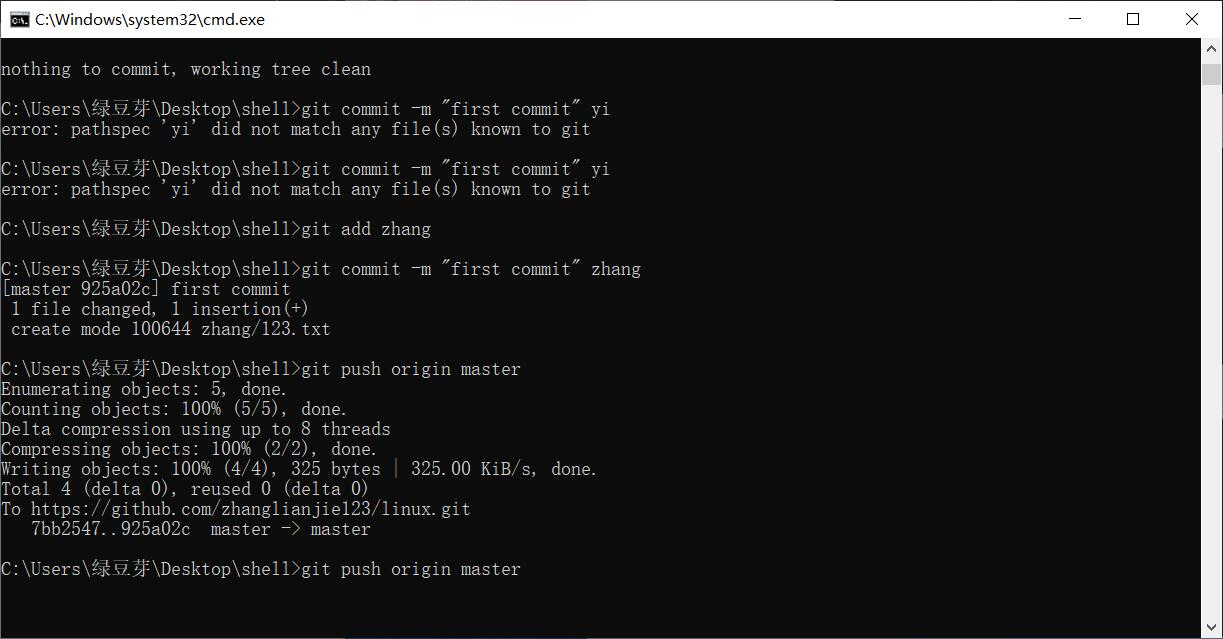 C:\Windows\system32\cmd.exe
nothing to commit, working tree clean
C:\Users\绿豆芽\Desktop\shell>git commit -m "first commit" yi
error: pathspec 'yi' did not match any file(s) known to git
C:\Users\绿豆芽\Desktop\shell>git commit -m "first commit" yi
error: pathspec 'yi' did not match any file(s) known to git
C:\Users\绿豆芽\Desktop\shell>git add zhang
C:\Users\绿豆芽\Desktop\shell>git commit -m "first commit" zhang
[master 925a02c] first commit
 1 file changed, 1 insertion(+)
 create mode 100644 zhang/123.txt
C:\Users\绿豆芽\Desktop\shell>git push origin master
Enumerating objects: 5, done.
Counting objects: 100% (5/5), done.
Delta compression using up to 8 threads
Compressing objects: 100% (2/2), done.
Writing objects: 100% (4/4), 325 bytes | 325.00 KiB/s, done.
Total 4 (delta 0), reused 0 (delta 0)
To https://github.com/zhanglianjie123/linux.git
   7bb2547..925a02c  master -> master
C:\Users\绿豆芽\Desktop\shell>git push origin master